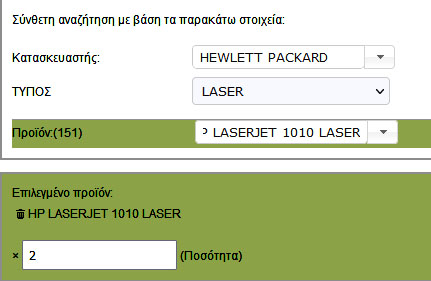 Σύνθετη αναζήτηση με βάση τα παρακάτω στοιχεία:
Κατασκευαστής: HEWLETT PACKARD
ΤΥΠΟΣ LASER
Προϊόν:(151) LASERJET 1010 LASER
Επιλεγμένο προϊόν:
HP LASERJET 1010 LASER
× 2 (Ποσότητα)